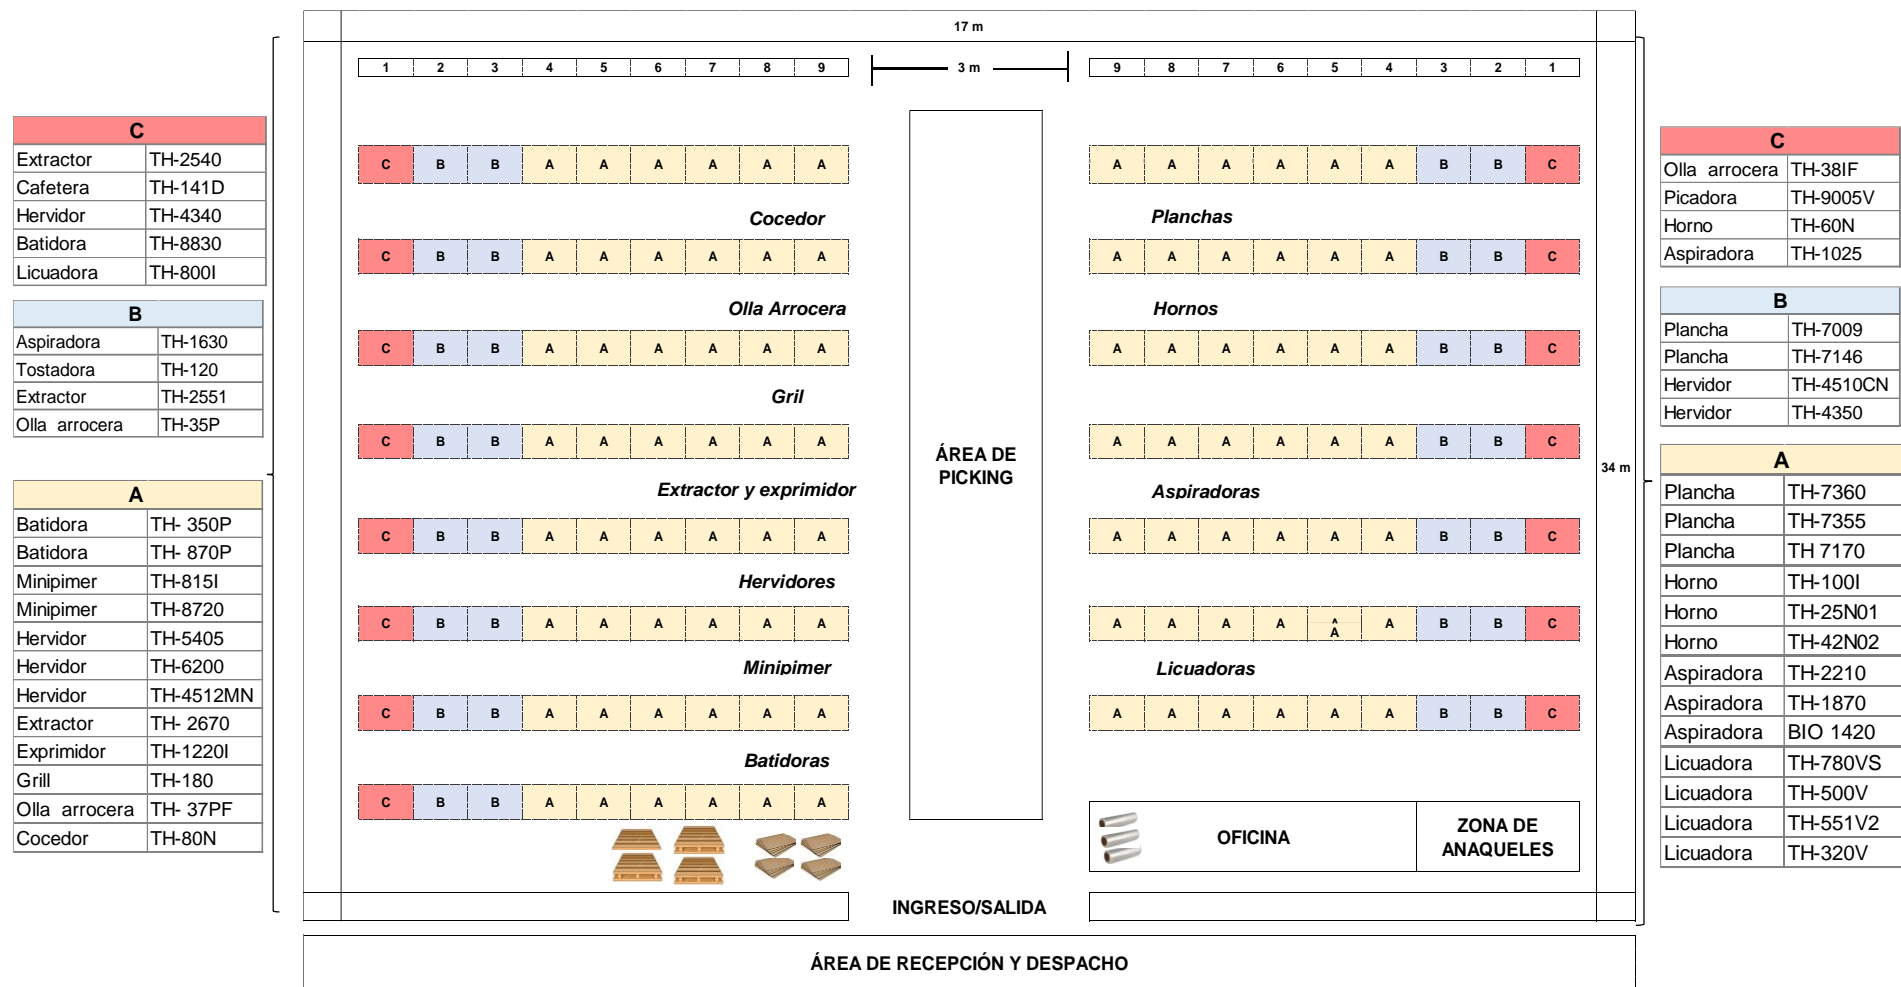 17 m
1 2 3 4 5 6 7 8 9
3 m
9 8 7 6 5 4 3 2 1
C
Extractor TH-2540
Cafetera TH-141D
Hervidor TH-4340
Batidora TH-8830
Licuadora TH-800I
B
Aspiradora TH-1630
Tostadora TH-120
Extractor TH-2551
Olla arrocera TH-35P
A
Batidora TH- 350P
Batidora TH- 870P
Minipimer TH-815I
Minipimer TH-8720
Hervidor TH-5405
Hervidor TH-6200
Hervidor TH-4512MN
Extractor TH- 2670
Exprimidor TH-1220I
Grill TH-180
Olla arrocera TH- 37PF
Cocedor TH-80N
C B B A A A A A A
Cocedor
C B B A A A A A A
Olla Arrocera
C B B A A A A A A
Gril
C B B A A A A A A
Extractor y exprimidor
C B B A A A A A A
Hervidores
C B B A A A A A A
Minipimer
C B B A A A A A A
Batidoras
C B B A A A A A A
ÁREA DE
PICKING
A A A A A A B B C
Planchas
A A A A A A B B C
Hornos
A A A A A A B B C
A A A A A A B B C
Aspiradoras
A A A A A A B B C
A A A A A A B B C
Licuadoras
A A A A A A B B C
OFICINA
ZONA DE
ANAQUELES
34 m
C
Olla arrocera TH-38IF
Picadora TH-9005V
Horno TH-60N
Aspiradora TH-1025
B
Plancha TH-7009
Plancha TH-7146
Hervidor TH-4510CN
Hervidor TH-4350
A
Plancha TH-7360
Plancha TH-7355
Plancha TH 7170
Horno TH-100I
Horno TH-25N01
Horno TH-42N02
Aspiradora TH-2210
Aspiradora TH-1870
Aspiradora BIO 1420
Licuadora TH-780VS
Licuadora TH-500V
Licuadora TH-551V2
Licuadora TH-320V
INGRESO/SALIDA
ÁREA DE RECEPCIÓN Y DESPACHO